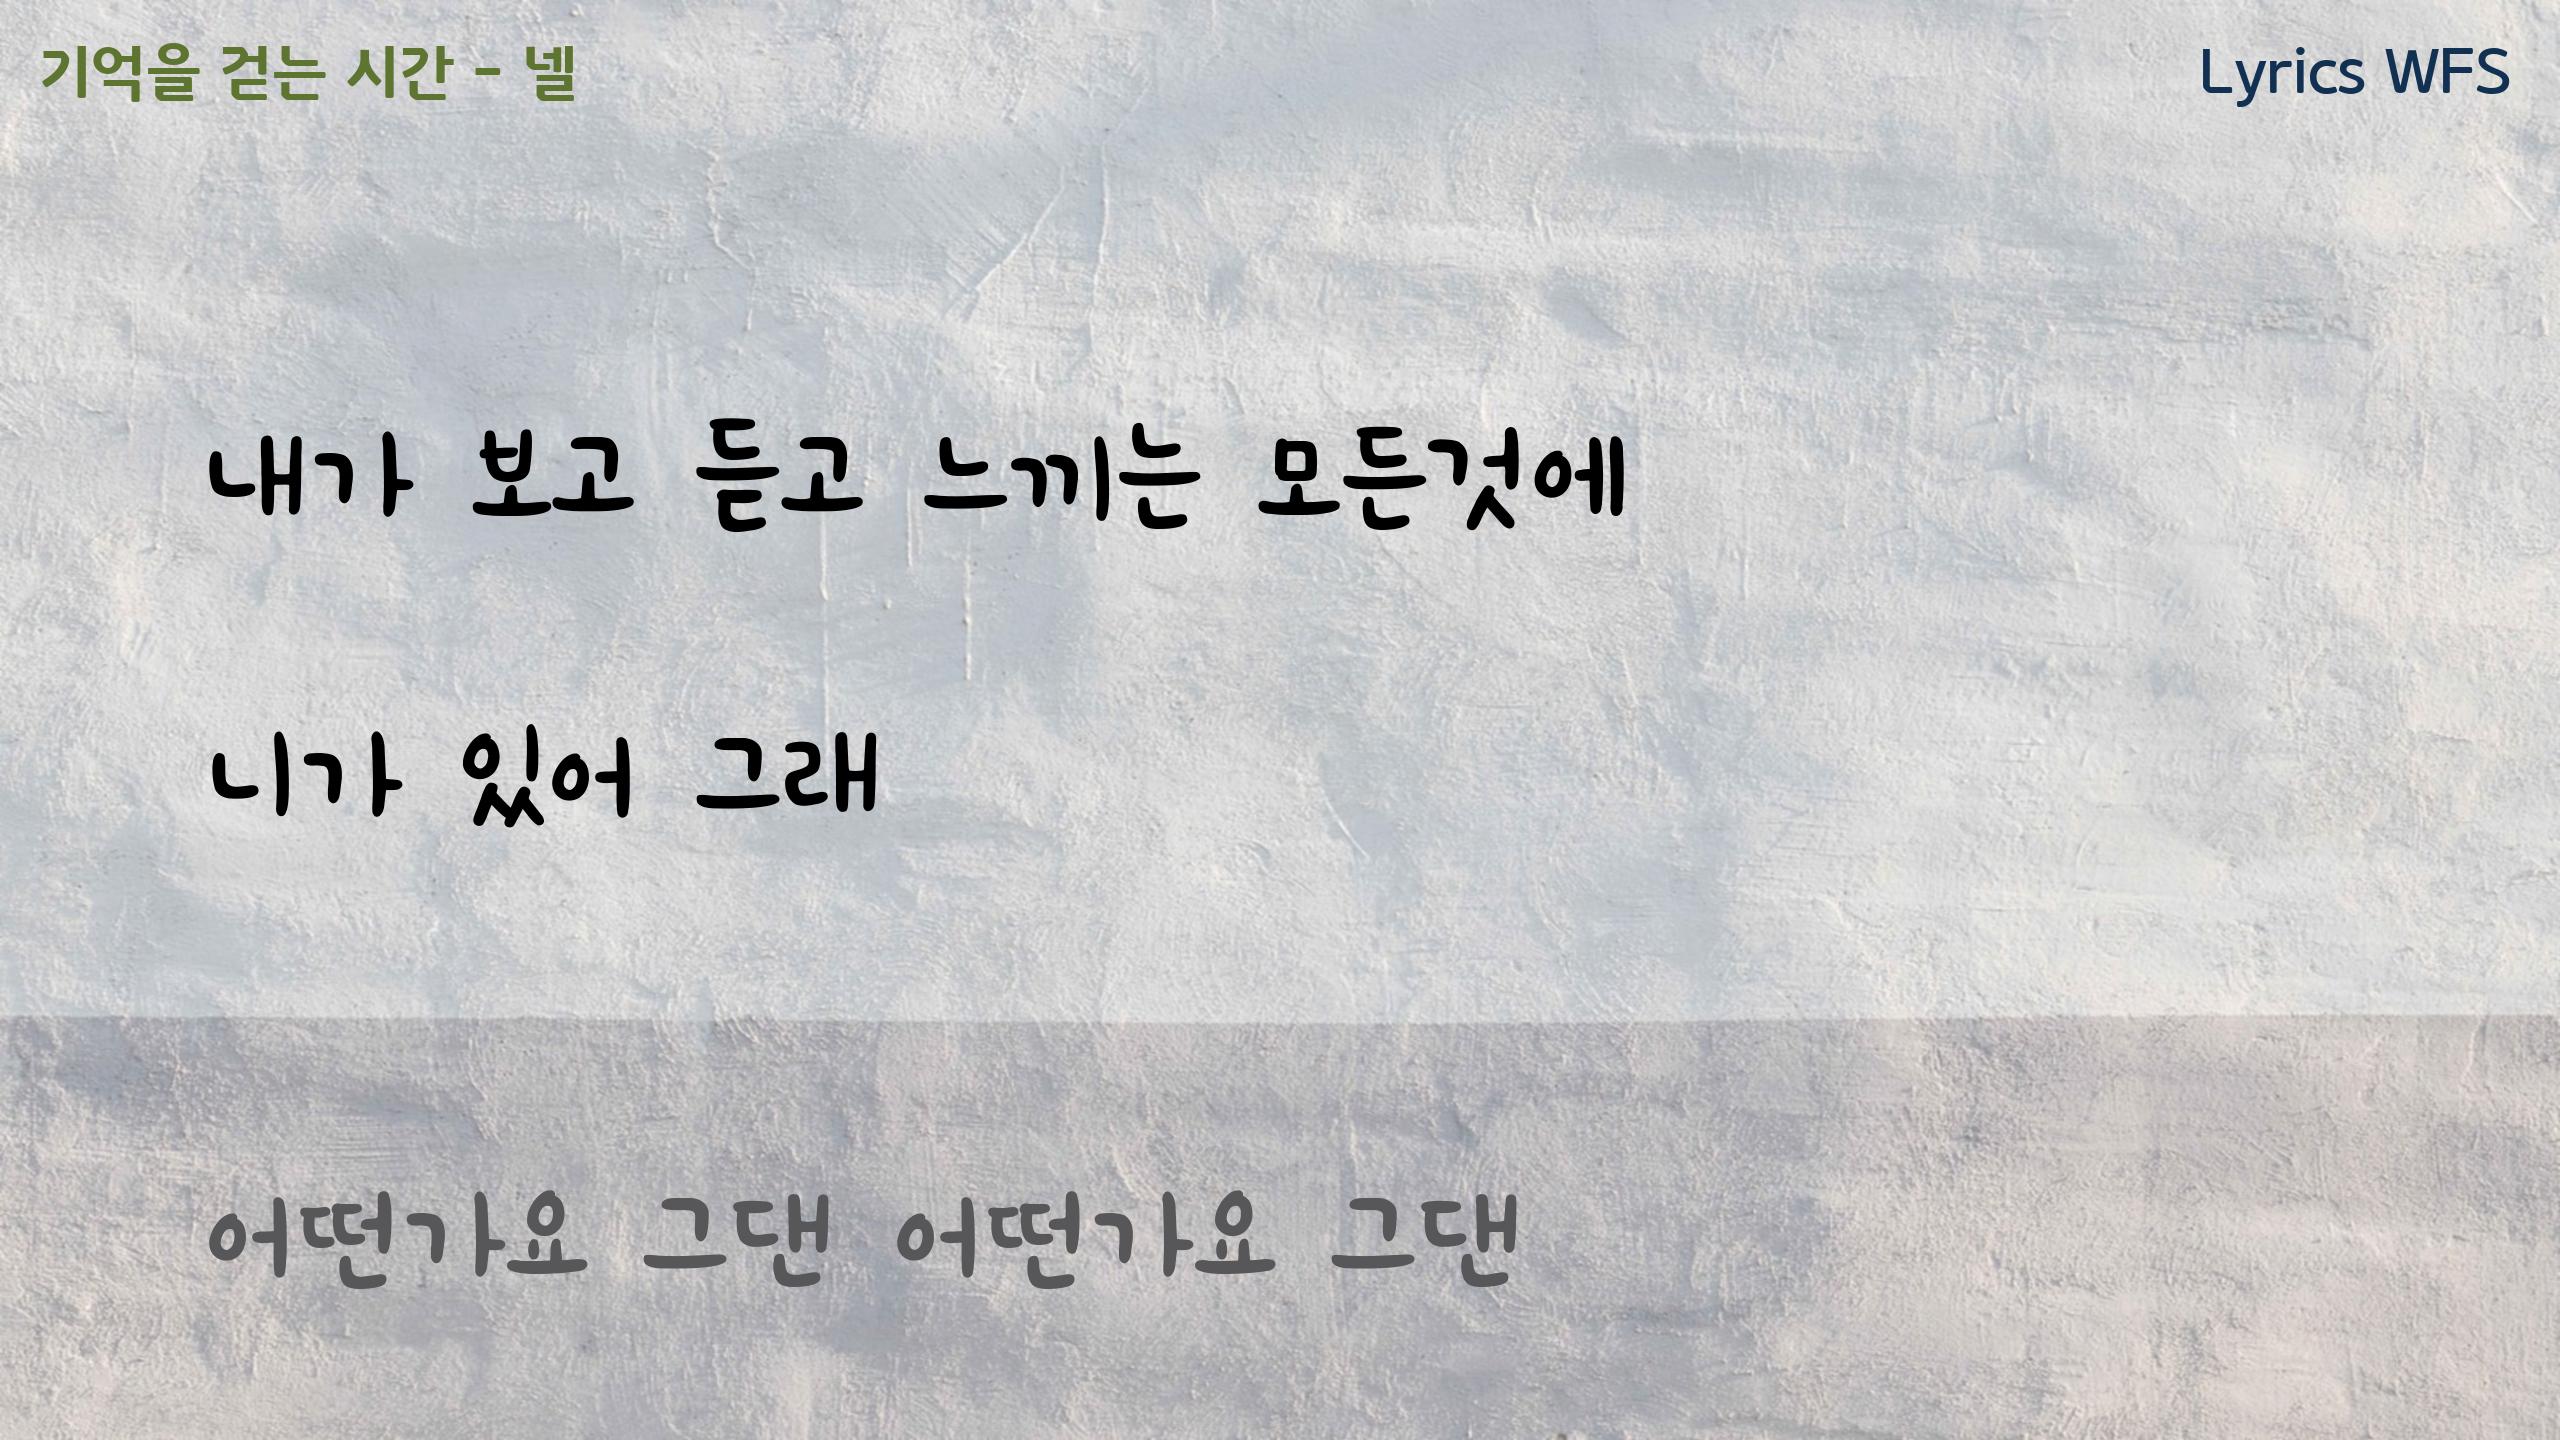 기억을 걷는 시간 - 넬
Lyrics WFS
내가 보고 듣고 느끼는 모든것에
니가 있어 그래
어떤가요 그댄 어떤가요 그댄